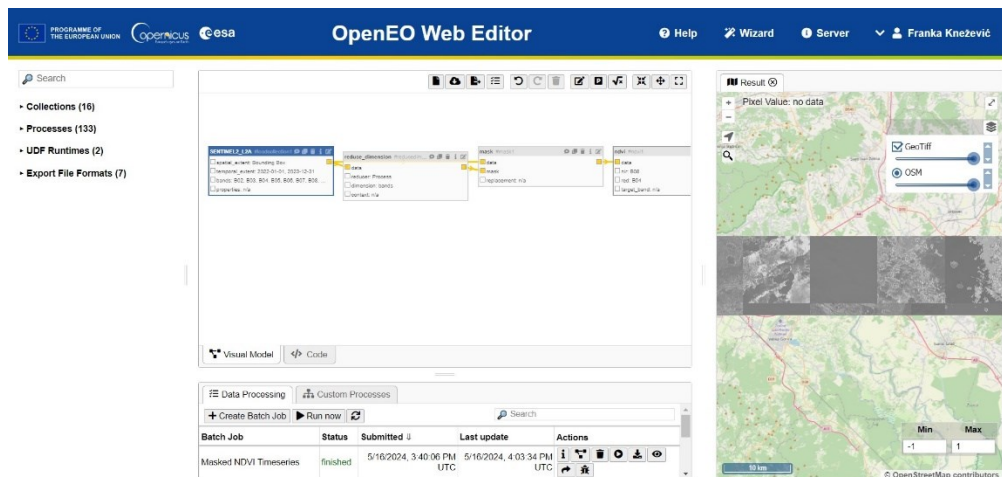 PROGRAMME OF
THE EUROPEAN UNION
opernicus
esa
OpenEO Web Editor
Help
Wizard
Server
Franka Knežević
Search
Collections (16)
Processes (133)
UDF Runtimes (2)
Export File Formats (7)
SENTINEL2_L2A
spatial_extent: Bounding Box
temporal_extent: 2022-01-01, 2023-12-31
bands: B02, B03, B04, B05, B06, B07, B08, ...
properties: n/a
reduce_dimension
data
reducer: Process
dimension: bands
context: n/a
mask
data
mask
replacement: n/a
ndvi
data
nir: B08
red: B04
target_band: n/a
Visual Model
Code
Data Processing
Custom Processes
Create Batch Job
Run now
Search
Batch Job Status Submitted Last update Actions
Masked NDVI Timeseries finished 5/16/2024, 3:40:06 PM UTC 5/16/2024, 4:03:34 PM UTC
Result
Pixel Value: no data
GeoTiff
OSM
Min Max
-1 1
10 km
© OpenStreetMap contributors